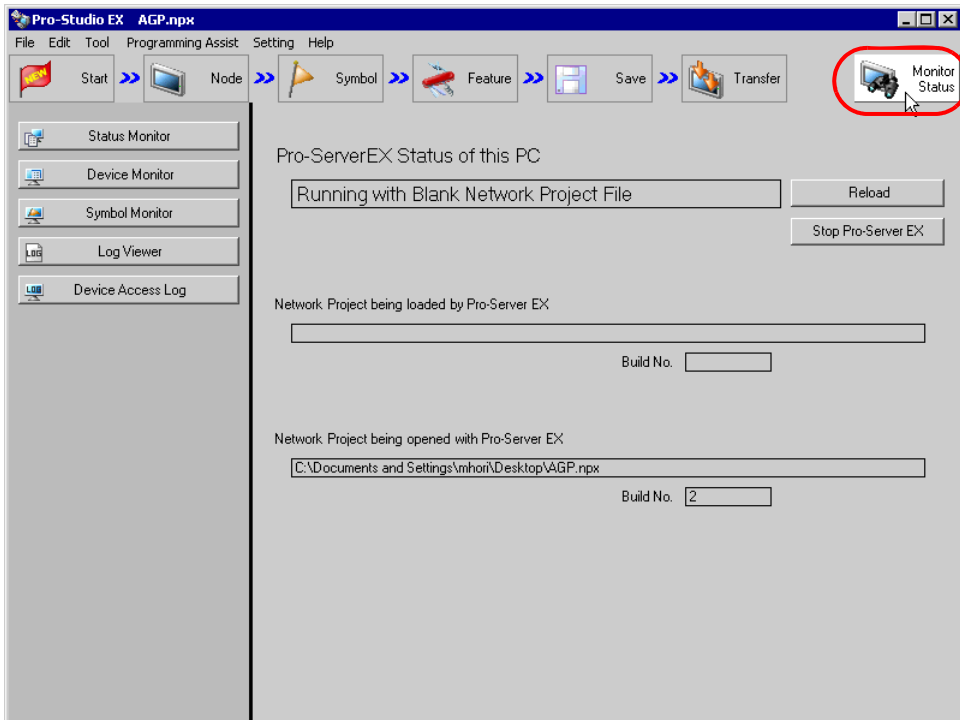 Pro-Studio EX AGP.npx
File Edit Tool Programming Assist Setting Help
NEW Start Node Symbol Feature Save Transfer Monitor Status
Status Monitor
Device Monitor
Symbol Monitor
LOG Log Viewer
LOG Device Access Log
Pro-ServerEX Status of this PC
Running with Blank Network Project File
Reload
Stop Pro-Server EX
Network Project being loaded by Pro-Server EX
Build No.
Network Project being opened with Pro-Server EX
C:\Documents and Settings\mhori\Desktop\AGP.npx
Build No. 2